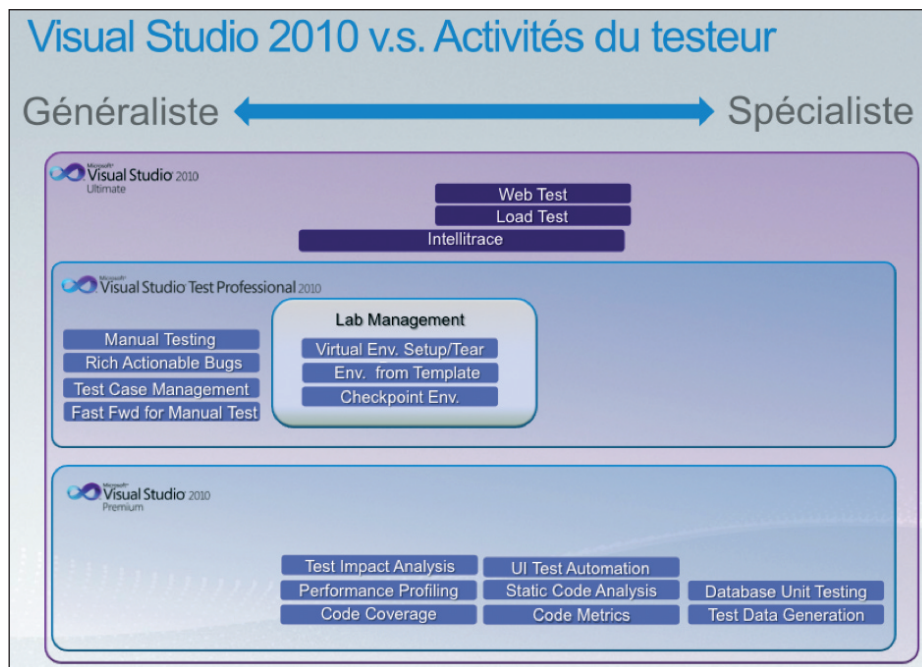 Visual Studio 2010 v.s. Activités du testeur
Généraliste
Spécialiste
Microsoft®
Visual Studio® 2010
Ultimate
Web Test
Load Test
Intellitrace
Microsoft®
Visual Studio® Test Professional 2010
Lab Management
Manual Testing
Rich Actionable Bugs
Test Case Management
Fast Fwd for Manual Test
Virtual Env. Setup/Tear
Env. from Template
Checkpoint Env.
Microsoft®
Visual Studio® 2010
Premium
Test Impact Analysis
Performance Profiling
Code Coverage
UI Test Automation
Static Code Analysis
Code Metrics
Database Unit Testing
Test Data Generation